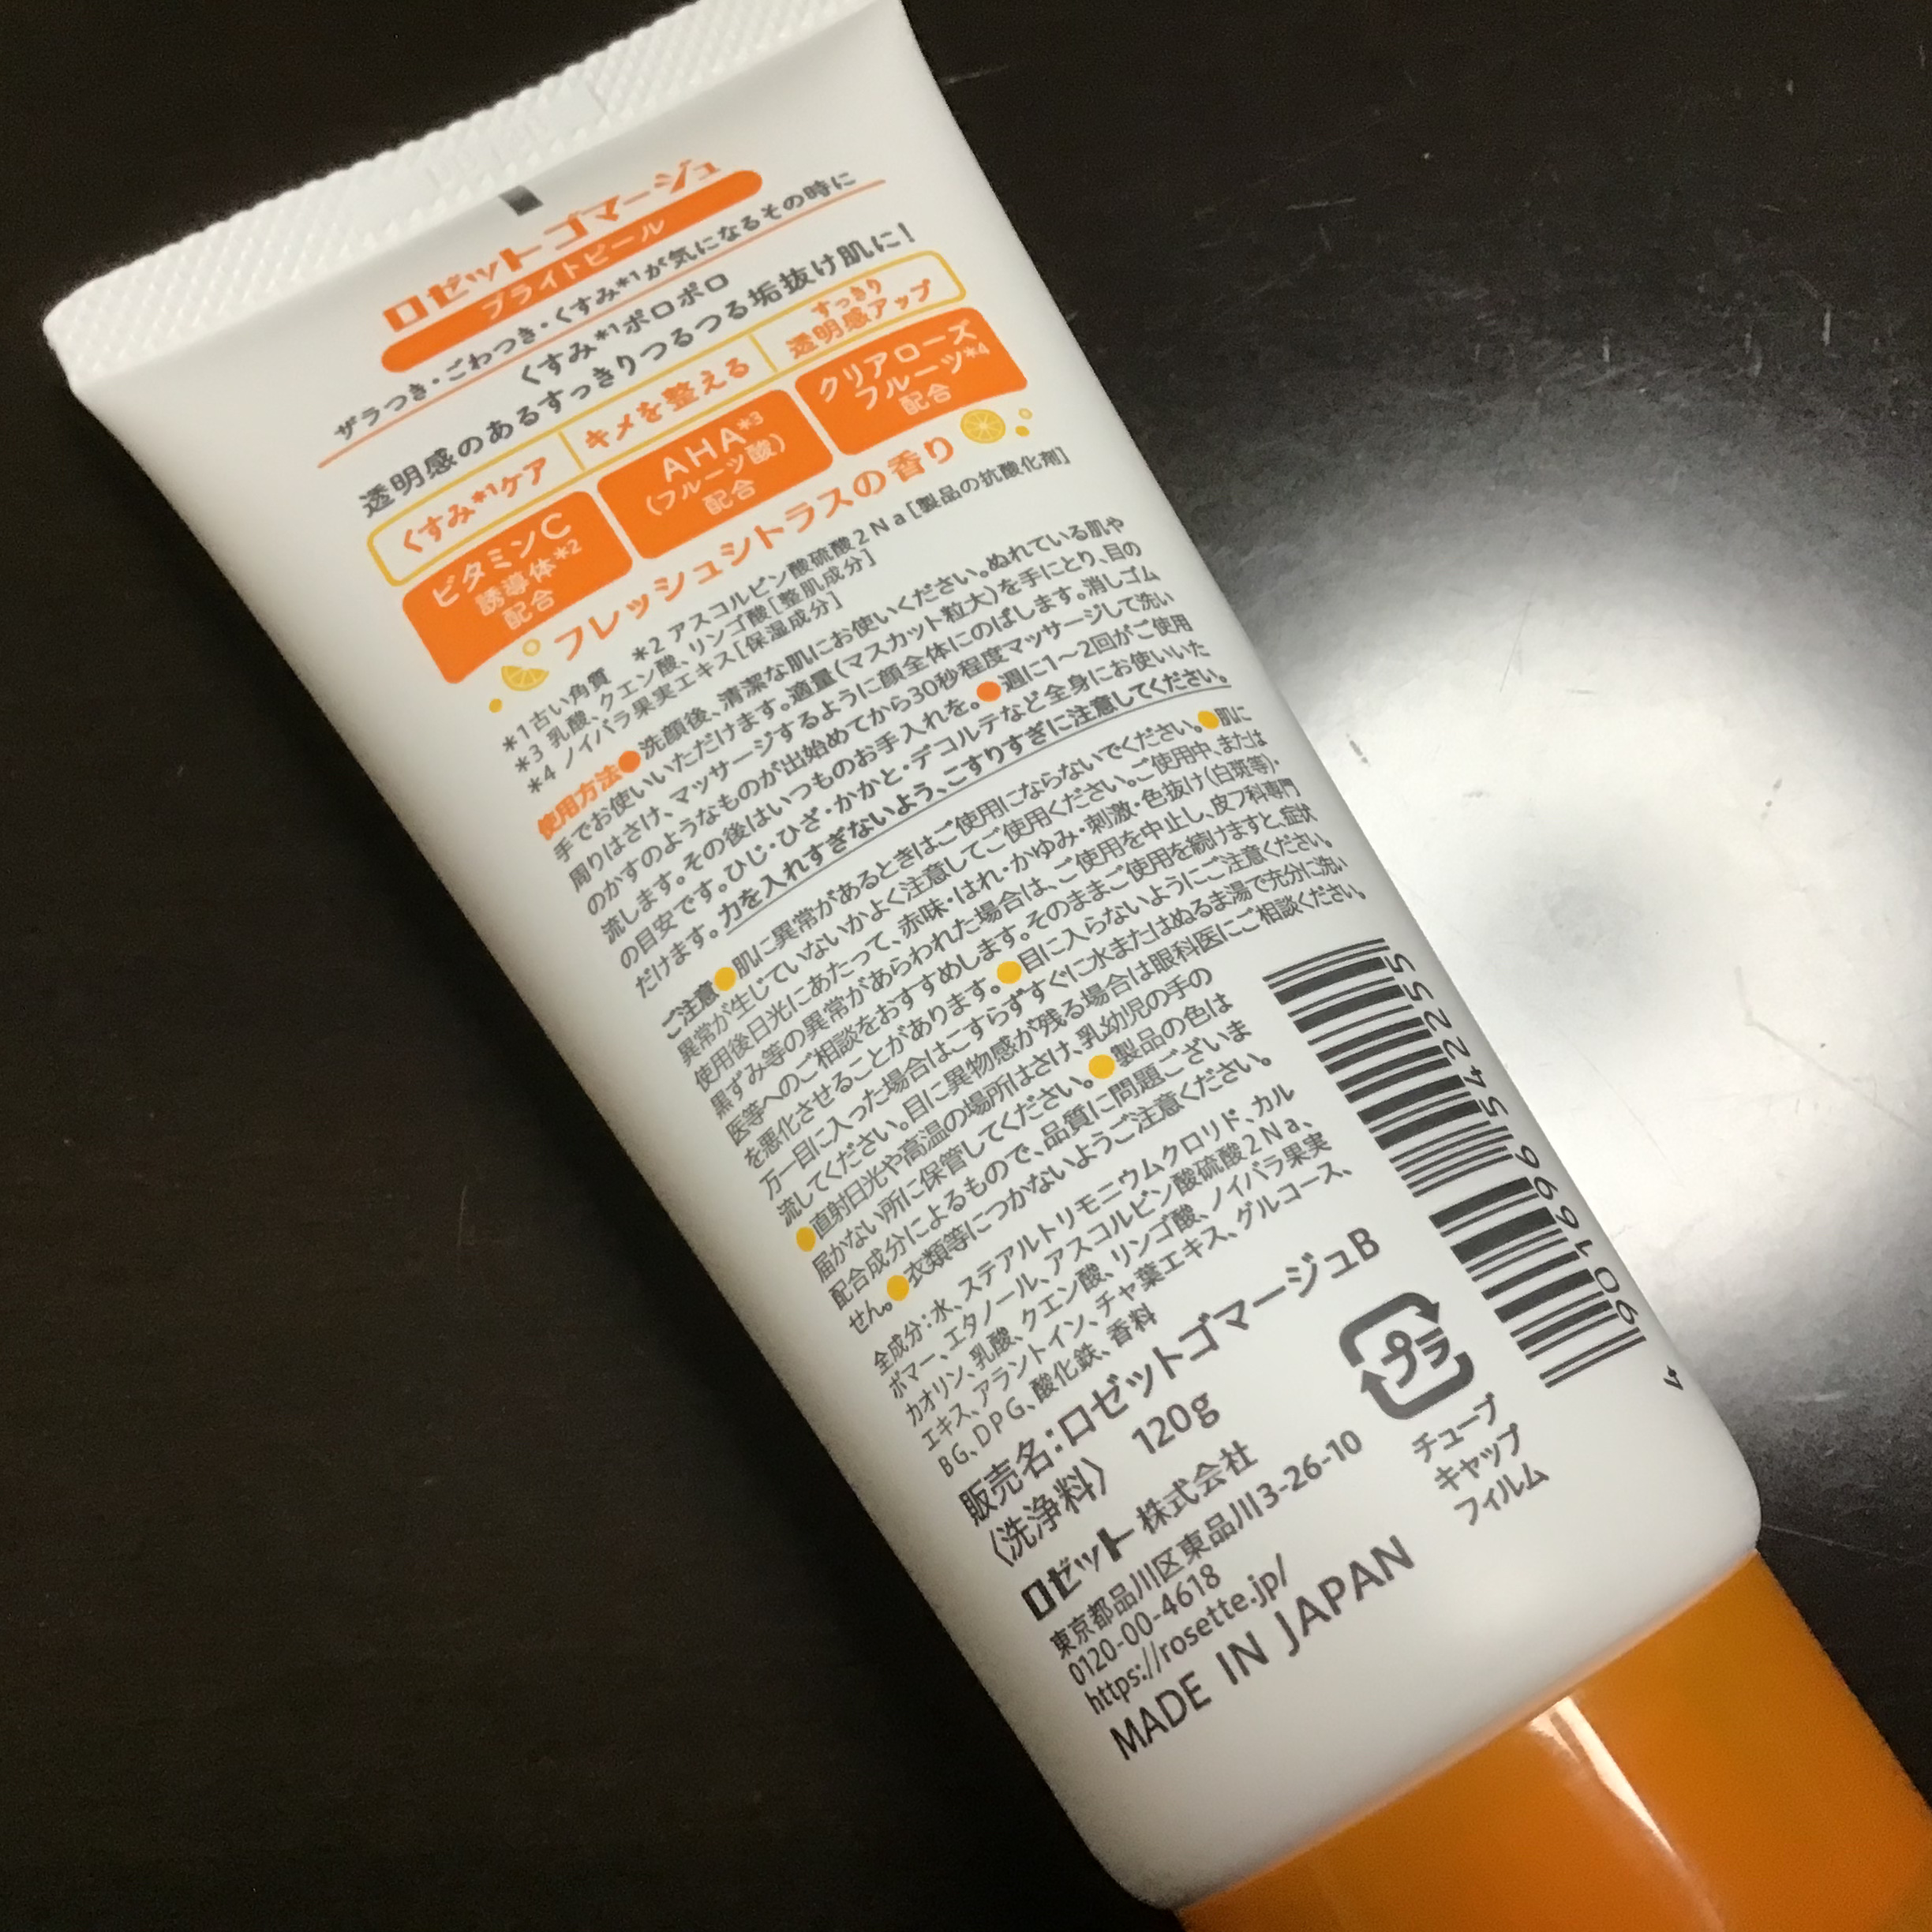 ロゼットゴマージュ
ブライトピール
ザラつき・ごわつき・くすみ*1が気になるその時に
くすみ*1ポロポロ
透明感のあるすっきりつるつる垢抜け肌に!
くすみ*1ケア
キメを整える
すっきり
透明感アップ
ビタミンC
誘導体*2
配合
AHA*3
(フルーツ酸)
配合
クリアローズ
フルーツ*4
配合
フレッシュシトラスの香り
*1 古い角質 *2 アスコルビン酸硫酸2Na[製品の抗酸化剤]
*3 乳酸、クエン酸、リンゴ酸[整肌成分]
*4 ノイバラ果実エキス[保湿成分]
使用方法●洗顔後、清潔な肌にお使いください。ぬれている肌や
手でお使いいただけます。適量(マスカット粒大)を手にとり、目の
周りはさけ、マッサージするように顔全体にのばします。消しゴム
のかすのようなものが出始めてから30秒程度マッサージして洗い
流します。その後はいつものお手入れを。●週に1~2回がご使用
の目安です。ひじ・ひざ・かかと・デコルテなど全身にお使いいた
だけます。力を入れすぎないよう、こすりすぎに注意してください。
ご注意●肌に異常があるときはご使用にならないでください。●肌に
異常が生じていないかよく注意してご使用ください。ご使用中、または
使用後日光にあたって、赤味・はれ・かゆみ・刺激・色抜け(白斑等)・
黒ずみ等の異常があらわれた場合は、ご使用を中止し、皮フ科専門
医等へのご相談をおすすめします。そのままご使用を続けますと、症状
を悪化させることがあります。●目に入らないようにご注意ください。
万一目に入った場合はこすらずすぐに水またはぬるま湯で充分に洗い
流してください。目に異物感が残る場合は眼科医にご相談ください。
●直射日光や高温の場所はさけ、乳幼児の手の
届かない所に保管してください。●製品の色は
配合成分によるもので、品質に問題ございま
せん。●衣類等につかないようご注意ください。
全成分:水、ステアルトリモニウムクロリド、カル
ボマー、エタノール、アスコルビン酸硫酸2Na、
カオリン、乳酸、クエン酸、リンゴ酸、ノイバラ果実
エキス、アラントイン、チャ葉エキス、グルコース、
BG、DPG、酸化鉄、香料
販売名:ロゼットゴマージュB
〈洗浄料〉 120g
ロゼット株式会社
東京都品川区東品川3-26-10
0120-00-4618
https://rosette.jp/
MADE IN JAPAN
プラ
チューブ
キャップ
フィルム
4